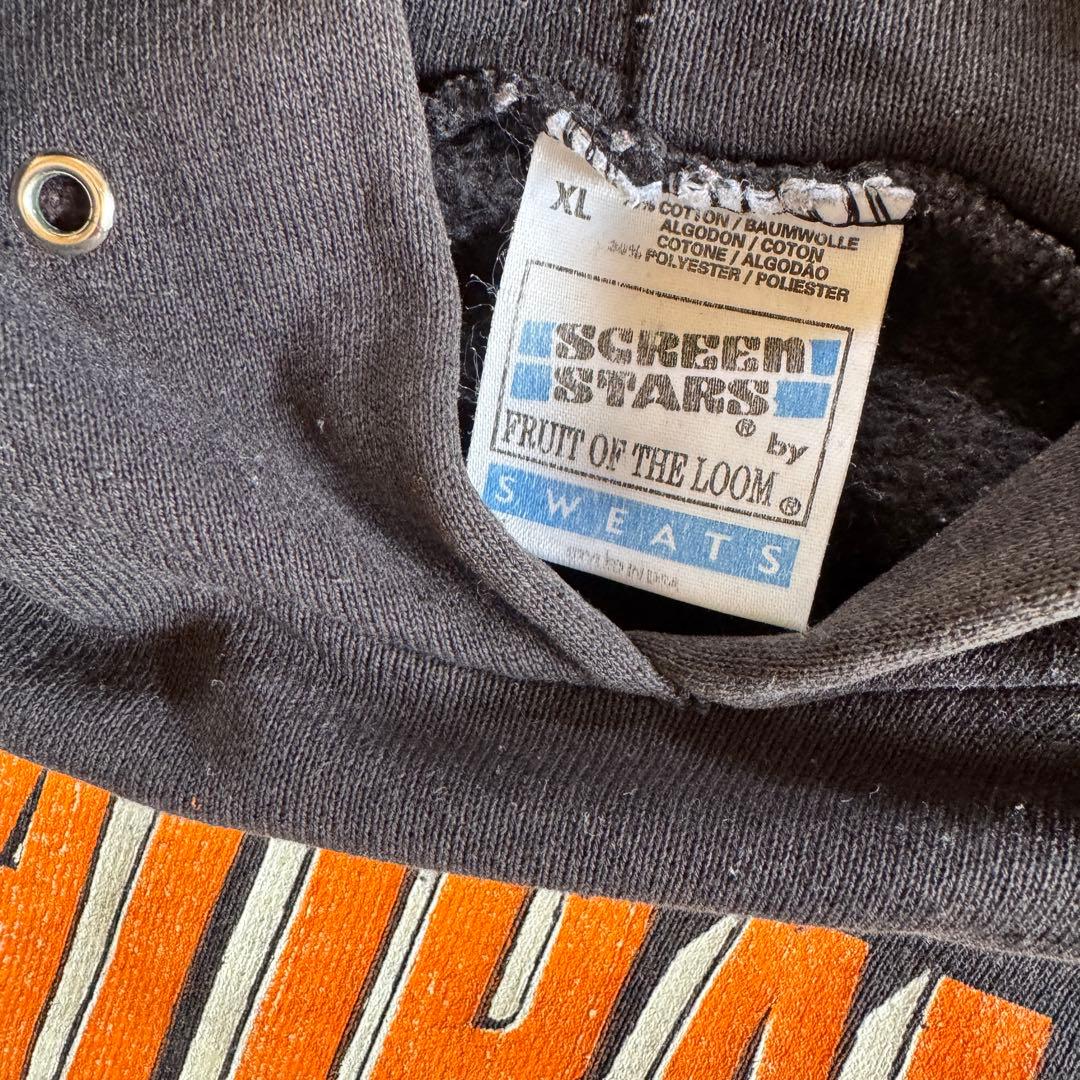 XL
COTTON / BAUMWOLLE
ALGODON / COTON
COTONE / ALGODÃO
POLYESTER / POLIESTER
SCREEN
STARS® by
FRUIT OF THE LOOM®
SWEATS